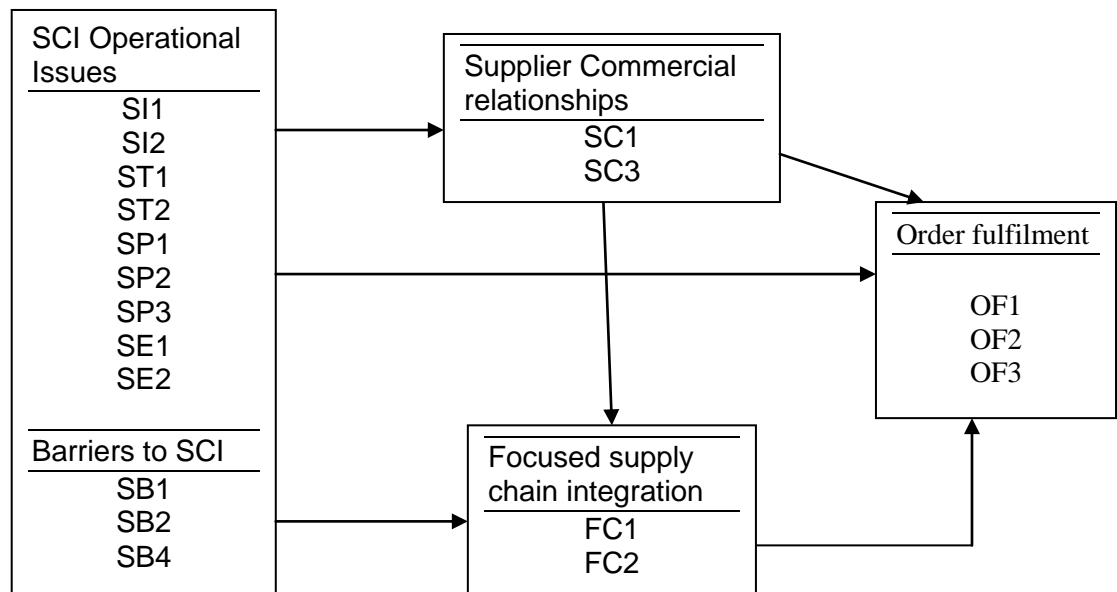 SCI Operational
Issues
SI1
SI2
ST1
ST2
SP1
SP2
SP3
SE1
SE2
Barriers to SCI
SB1
SB2
SB4
Supplier Commercial
relationships
SC1
SC3
Focused supply
chain integration
FC1
FC2
Order fulfilment
OF1
OF2
OF3